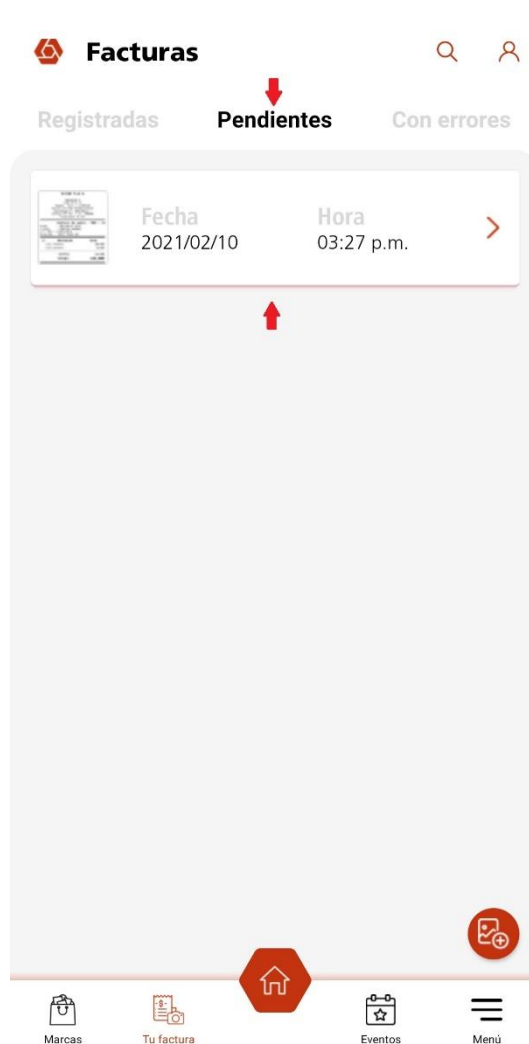 Facturas
Registradas Pendientes Con errores
Fecha Hora
2021/02/10 03:27 p.m.
Marcas Tu factura Eventos Menú